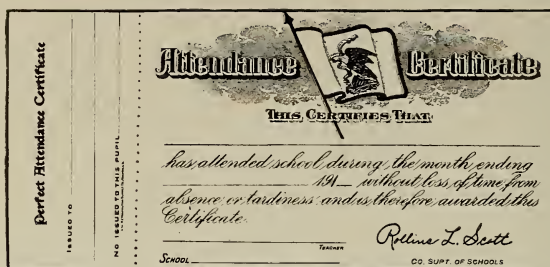 Perfect Attendance Certificate
ISSUED TO
NO ISSUED TO THIS PUPIL
Attendance Certificate
THIS CERTIFIES THAT
has attended school during the month ending
191_ without loss of time from
absence or tardiness and is therefore awarded this
Certificate.
TEACHER
Rollins L. Scott
SCHOOL
CO. SUPT. OF SCHOOLS